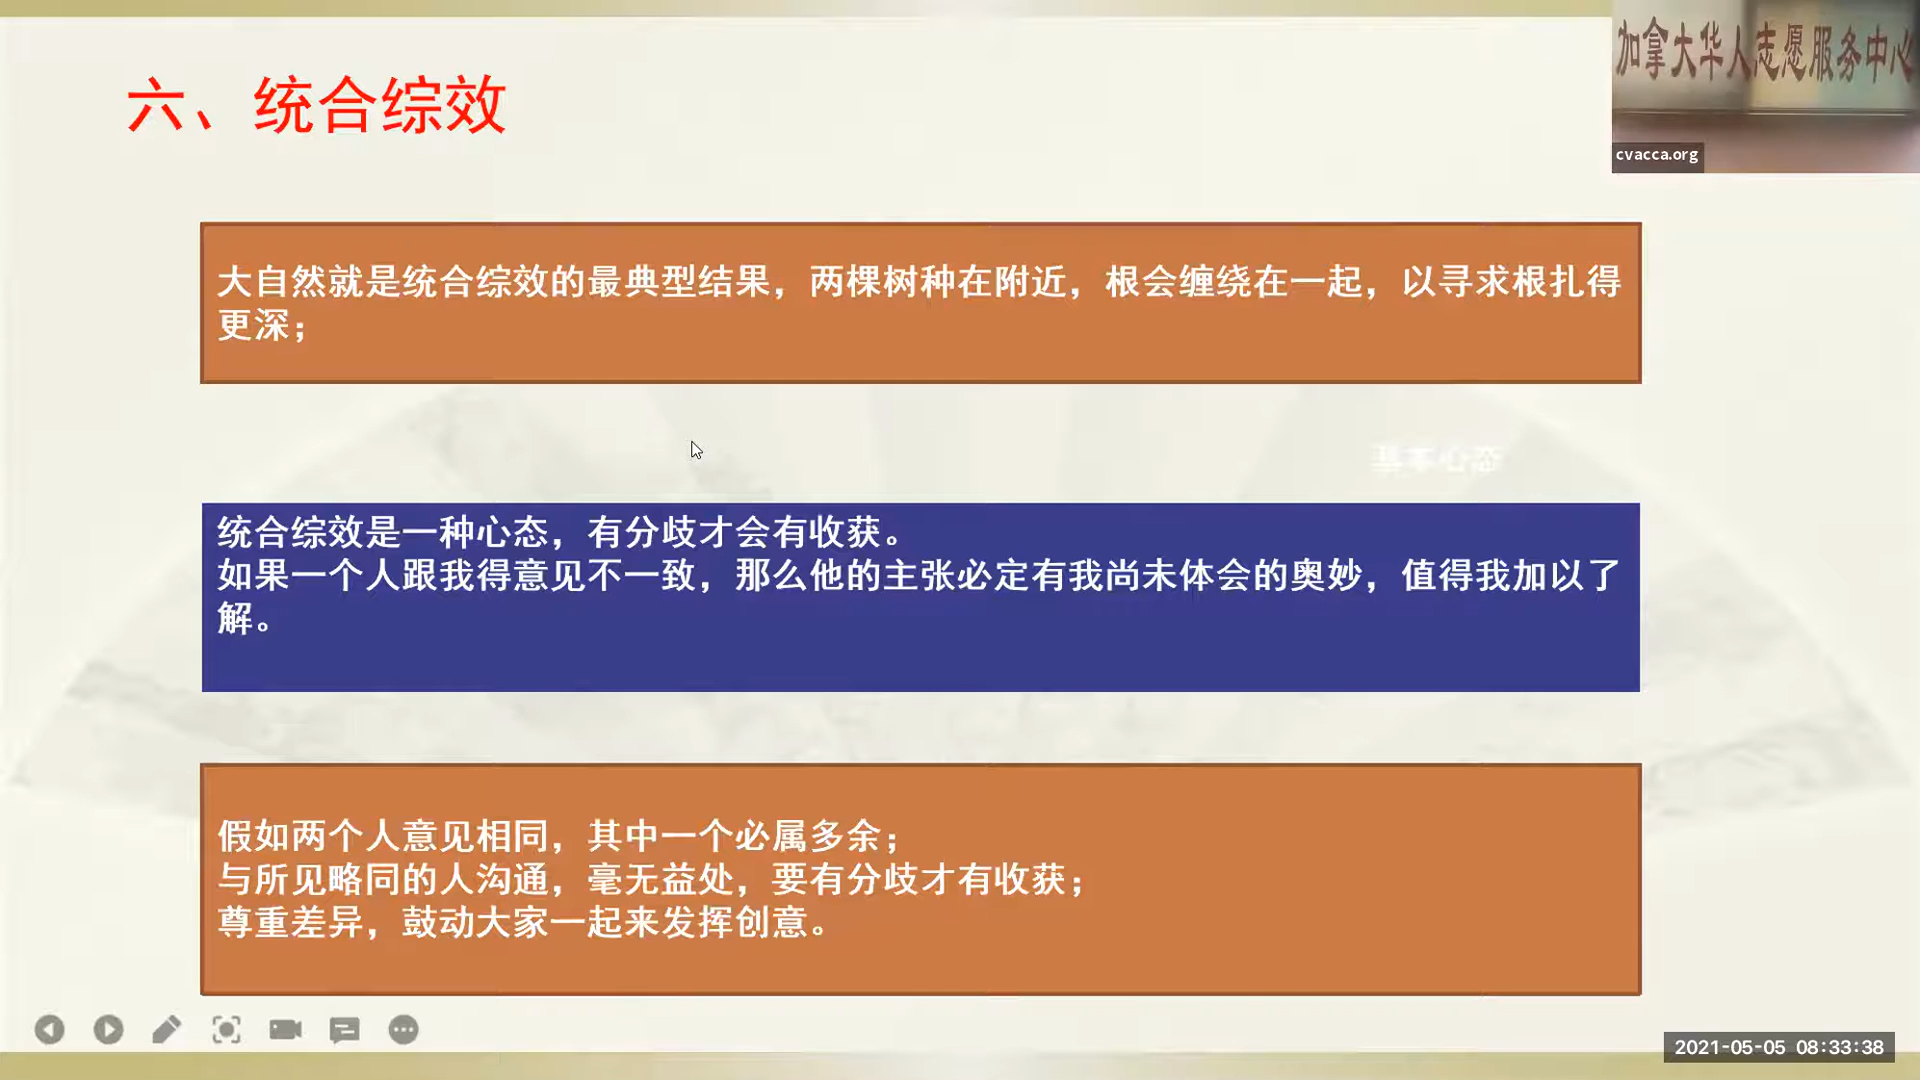 六、统合综效
加拿大华人志愿服务中心
cvacca.org
大自然就是统合综效的最典型结果，两棵树种在附近，根会缠绕在一起，以寻求根扎得
更深；
基本心态
统合综效是一种心态，有分歧才会有收获。
如果一个人跟我得意见不一致，那么他的主张必定有我尚未体会的奥妙，值得我加以了
解。
假如两个人意见相同，其中一个必属多余；
与所见略同的人沟通，毫无益处，要有分歧才有收获；
尊重差异，鼓动大家一起来发挥创意。
2021-05-05 08:33:38